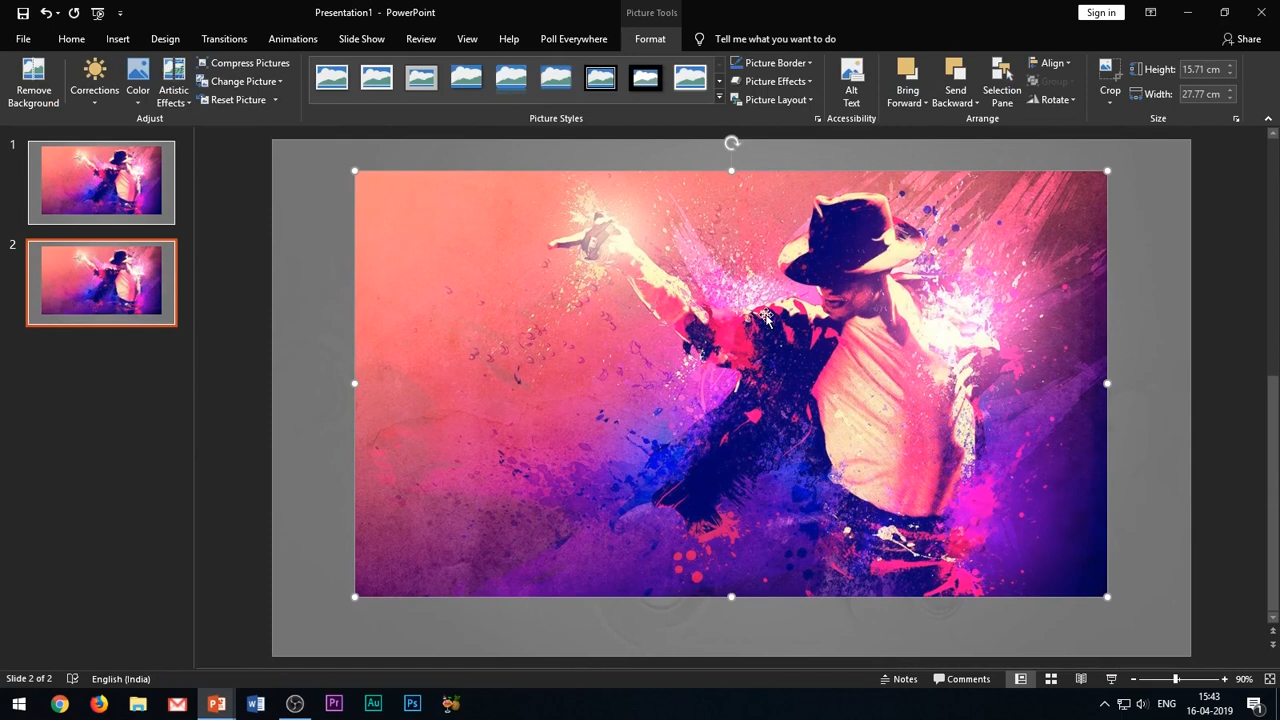 Presentation1 - PowerPoint
Picture Tools
Sign in
File Home Insert Design Transitions Animations Slide Show Review View Help Poll Everywhere Format Tell me what you want to do Share
Remove Background
Corrections
Color
Artistic Effects
Compress Pictures
Change Picture
Reset Picture
Adjust
Picture Styles
Picture Border
Picture Effects
Picture Layout
Alt Text
Accessibility
Bring Forward
Send Backward
Selection Pane
Align
Group
Rotate
Arrange
Crop
Height: 15.71 cm
Width: 27.77 cm
Size
1
2
Slide 2 of 2 English (India) Notes Comments 90%
Pr Au Ps ENG 15:43
16-04-2019